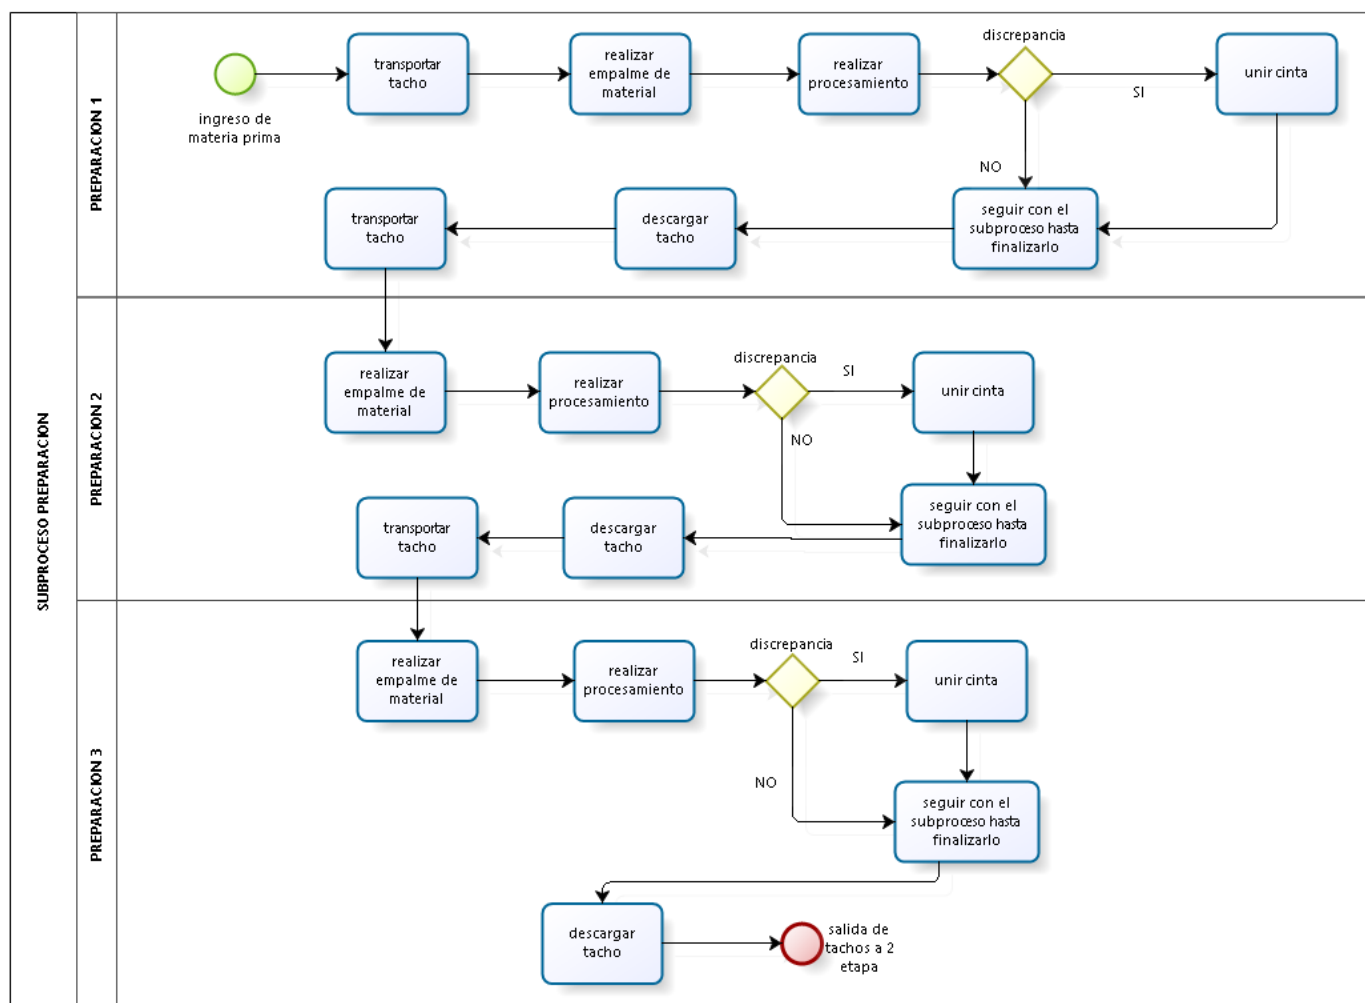 SUBPROCESO PREPARACION
PREPARACION 1
ingreso de
materia prima
transportar
tacho
realizar
empalme de
material
realizar
procesamiento
discrepancia
SI
NO
unir cinta
seguir con el
subproceso hasta
finalizarlo
descargar
tacho
transportar
tacho
PREPARACION 2
realizar
empalme de
material
realizar
procesamiento
discrepancia
SI
NO
unir cinta
seguir con el
subproceso hasta
finalizarlo
descargar
tacho
transportar
tacho
PREPARACION 3
realizar
empalme de
material
realizar
procesamiento
discrepancia
SI
NO
unir cinta
seguir con el
subproceso hasta
finalizarlo
descargar
tacho
salida de
tachos a 2
etapa